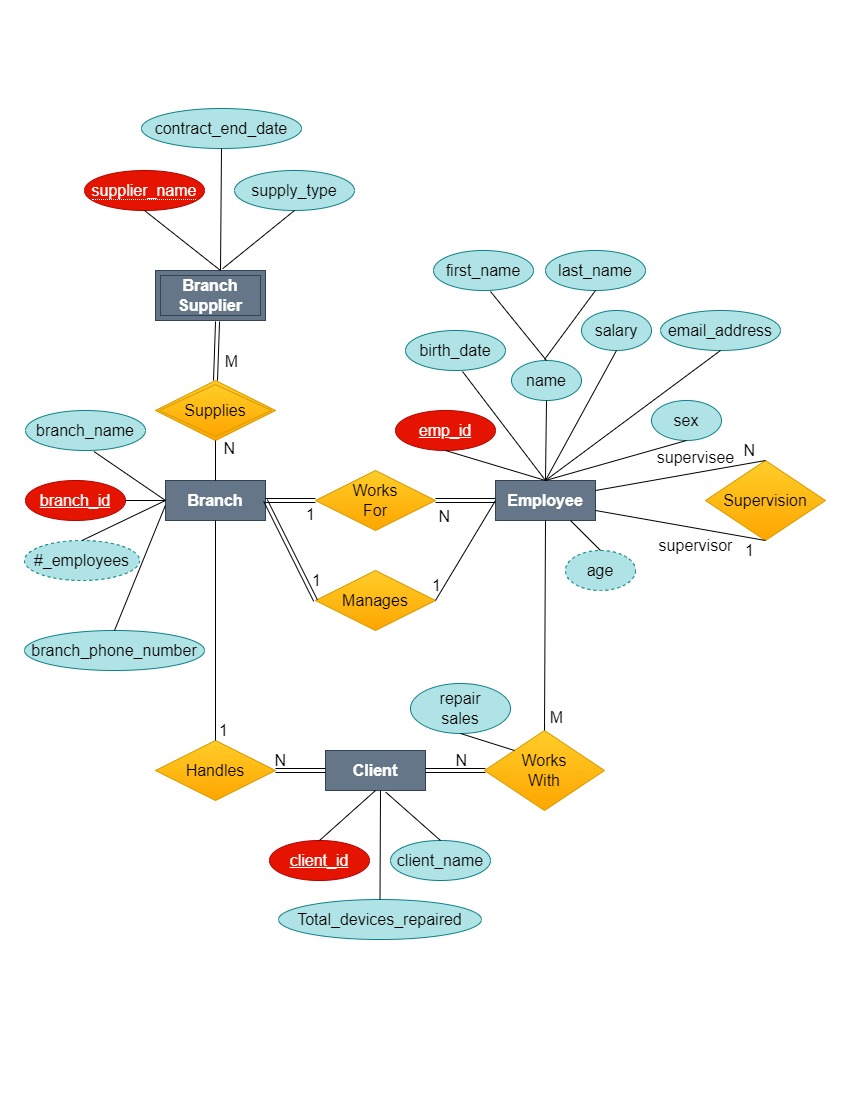 contract_end_date
supplier_name
supply_type
Branch
Supplier
M
Supplies
N
first_name
last_name
birth_date
name
salary
email_address
emp_id
sex
branch_name
branch_id
#_employees
branch_phone_number
Branch
1
Works
For
N
Employee
supervisee
N
Supervision
supervisor
1
age
1
Manages
1
1
Handles
N
Client
N
repair
sales
M
Works
With
client_id
client_name
Total_devices_repaired